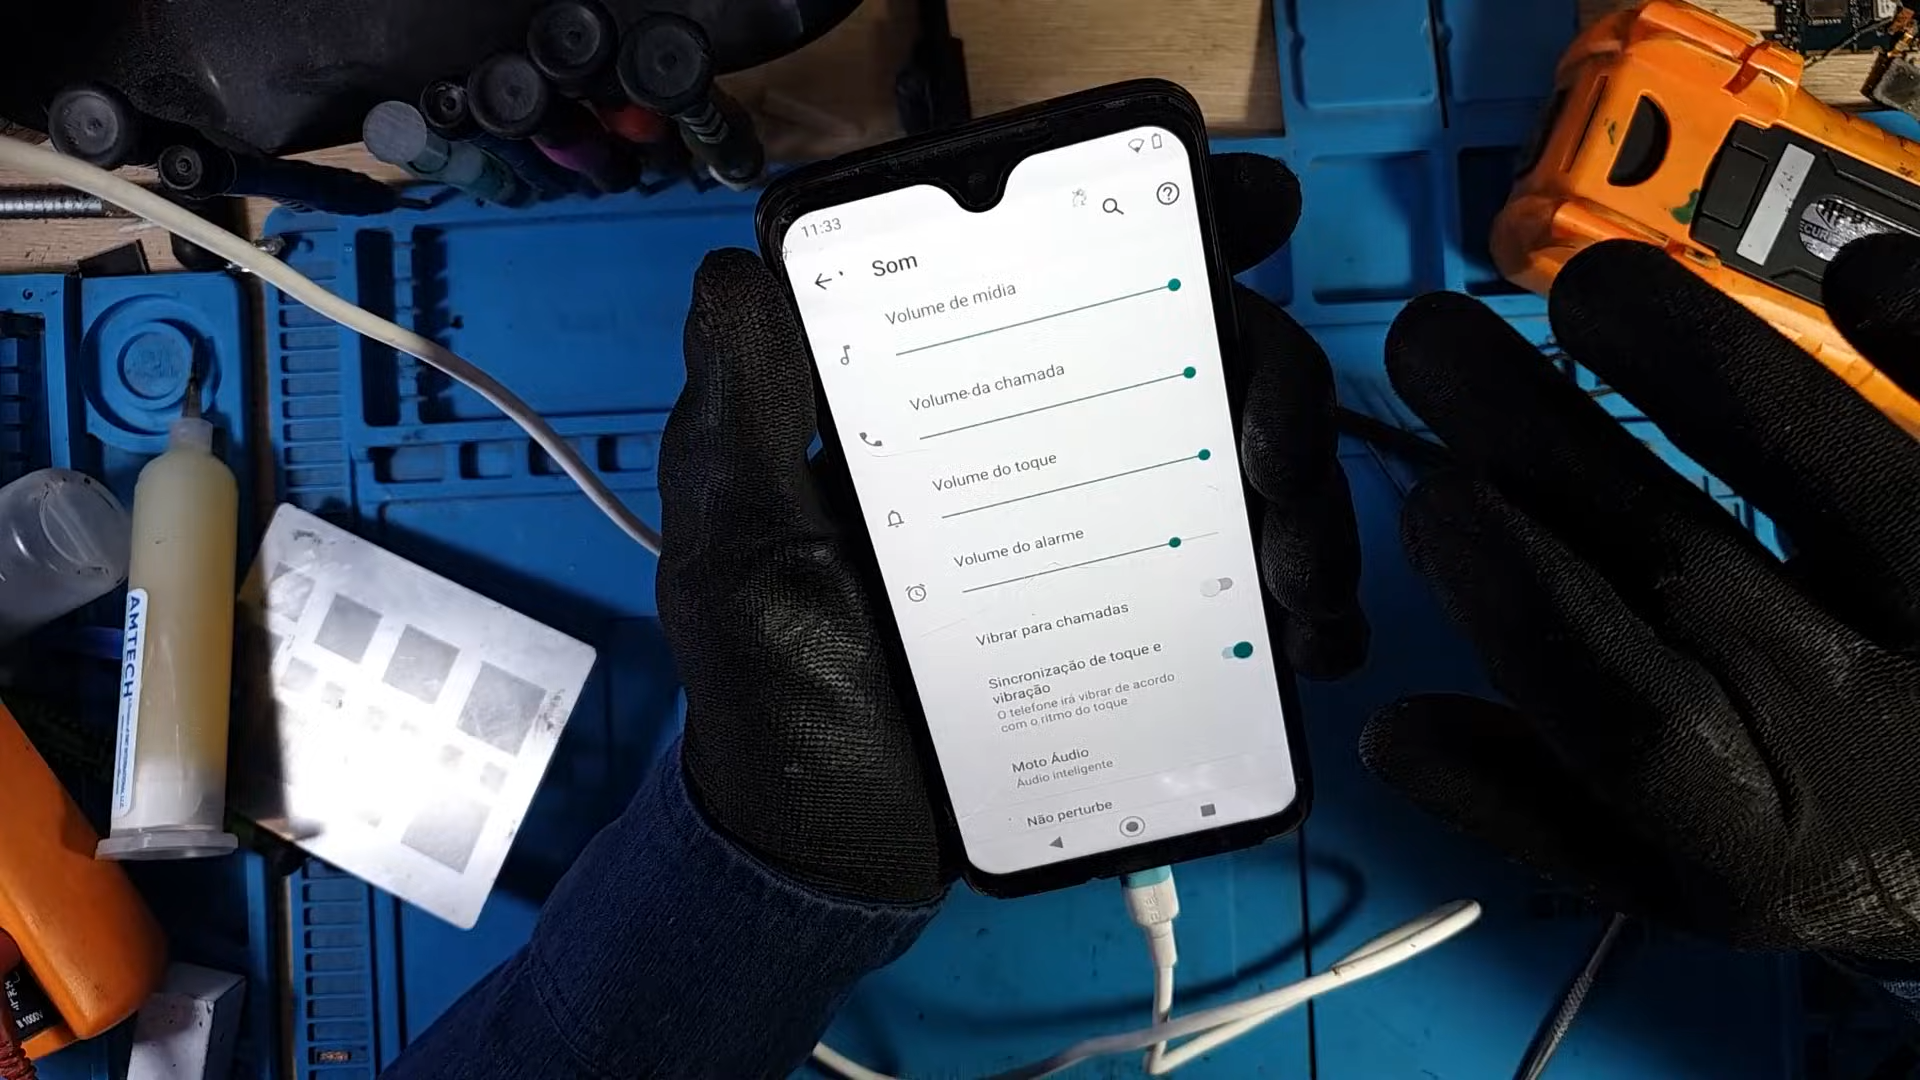 11:33
Som
Volume de mídia
Volume da chamada
Volume do toque
Volume do alarme
Vibrar para chamadas
Sincronização de toque e
vibração
O telefone irá vibrar de acordo
com o ritmo do toque
Moto Áudio
Áudio inteligente
Não perturbe
AMTECH
1000V